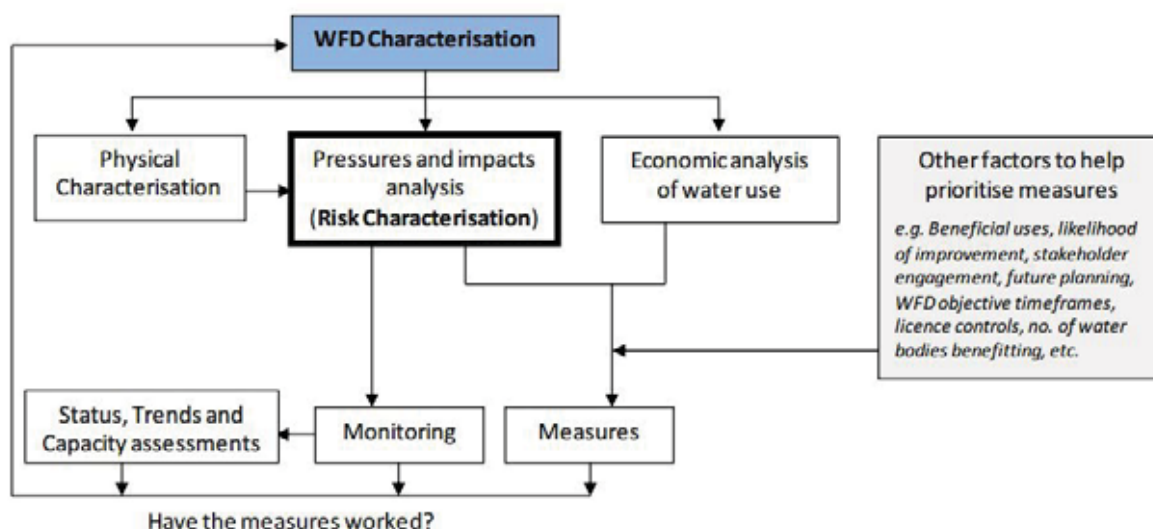 WFD Characterisation
Physical
Characterisation
Pressures and impacts
analysis
(Risk Characterisation)
Economic analysis
of water use
Other factors to help
prioritise measures
e.g. Beneficial uses, likelihood
of improvement, stakeholder
engagement, future planning,
WFD objective timeframes,
licence controls, no. of water
bodies benefitting, etc.
Status, Trends and
Capacity assessments
Monitoring
Measures
Have the measures worked?